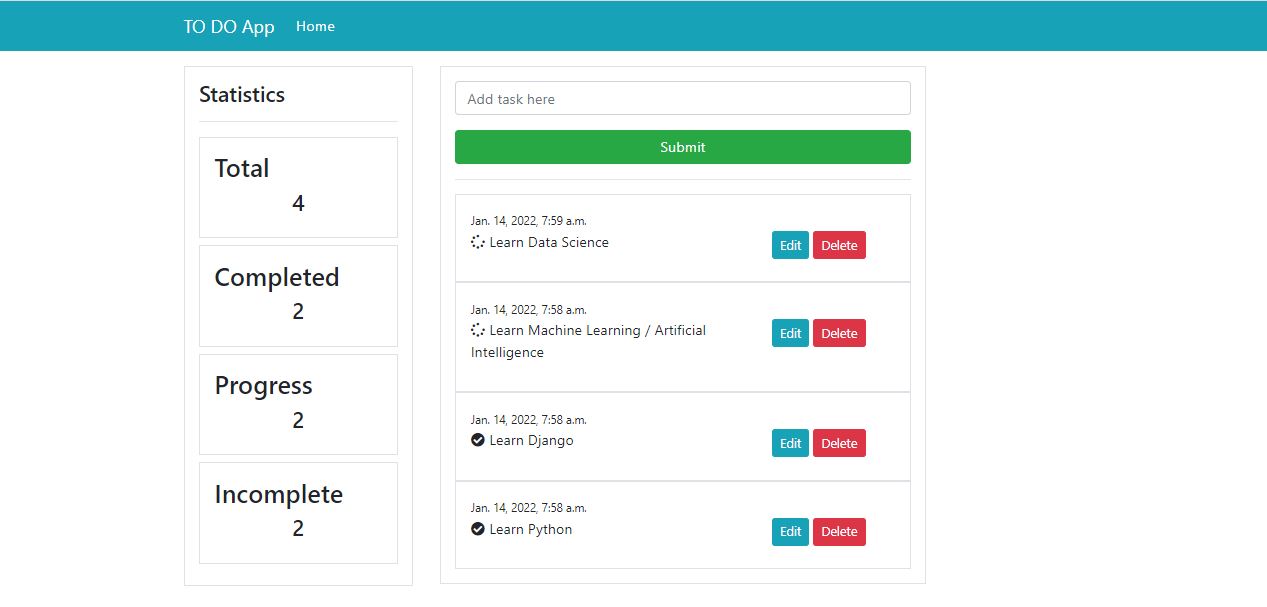 TO DO App Home
Statistics
Total
4
Completed
2
Progress
2
Incomplete
2
Add task here
Submit
Jan. 14, 2022, 7:59 a.m.
Learn Data Science
Edit Delete
Jan. 14, 2022, 7:58 a.m.
Learn Machine Learning / Artificial
Intelligence
Edit Delete
Jan. 14, 2022, 7:58 a.m.
Learn Django
Edit Delete
Jan. 14, 2022, 7:58 a.m.
Learn Python
Edit Delete